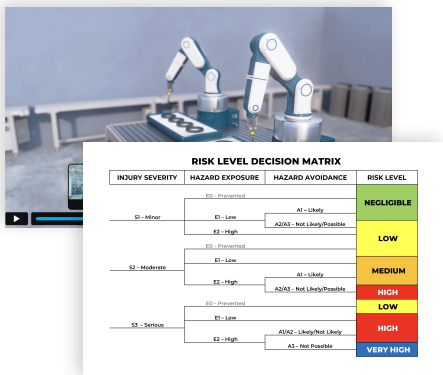 RISK LEVEL DECISION MATRIX
INJURY SEVERITY HAZARD EXPOSURE HAZARD AVOIDANCE RISK LEVEL
E0 – Prevented
NEGLIGIBLE
A1 – Likely
S1 – Minor E1 – Low
A2/A3 – Not Likely/Possible
E2 – High
LOW
E0 – Prevented
E1 – Low
S2 – Moderate
A1 – Likely
MEDIUM
E2 – High
A2/A3 – Not Likely/Possible
HIGH
E0 – Prevented
LOW
E1 – Low
S3 – Serious
HIGH
A1/A2 – Likely/Not Likely
E2 – High
A3 – Not Possible
VERY HIGH